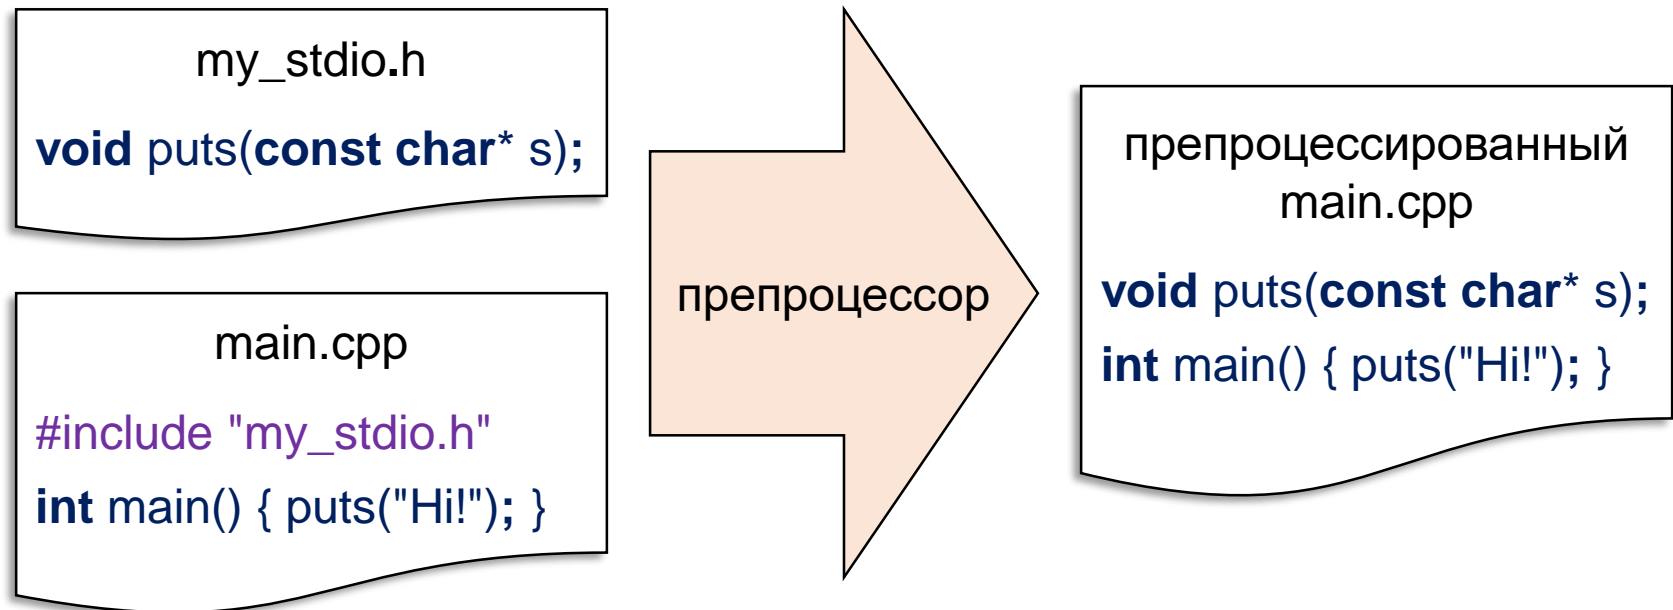 my_stdio.h
void puts(const char* s);
main.cpp
#include "my_stdio.h"
int main() { puts("Hi!"); }
препроцессор
препроцессированный
main.cpp
void puts(const char* s);
int main() { puts("Hi!"); }